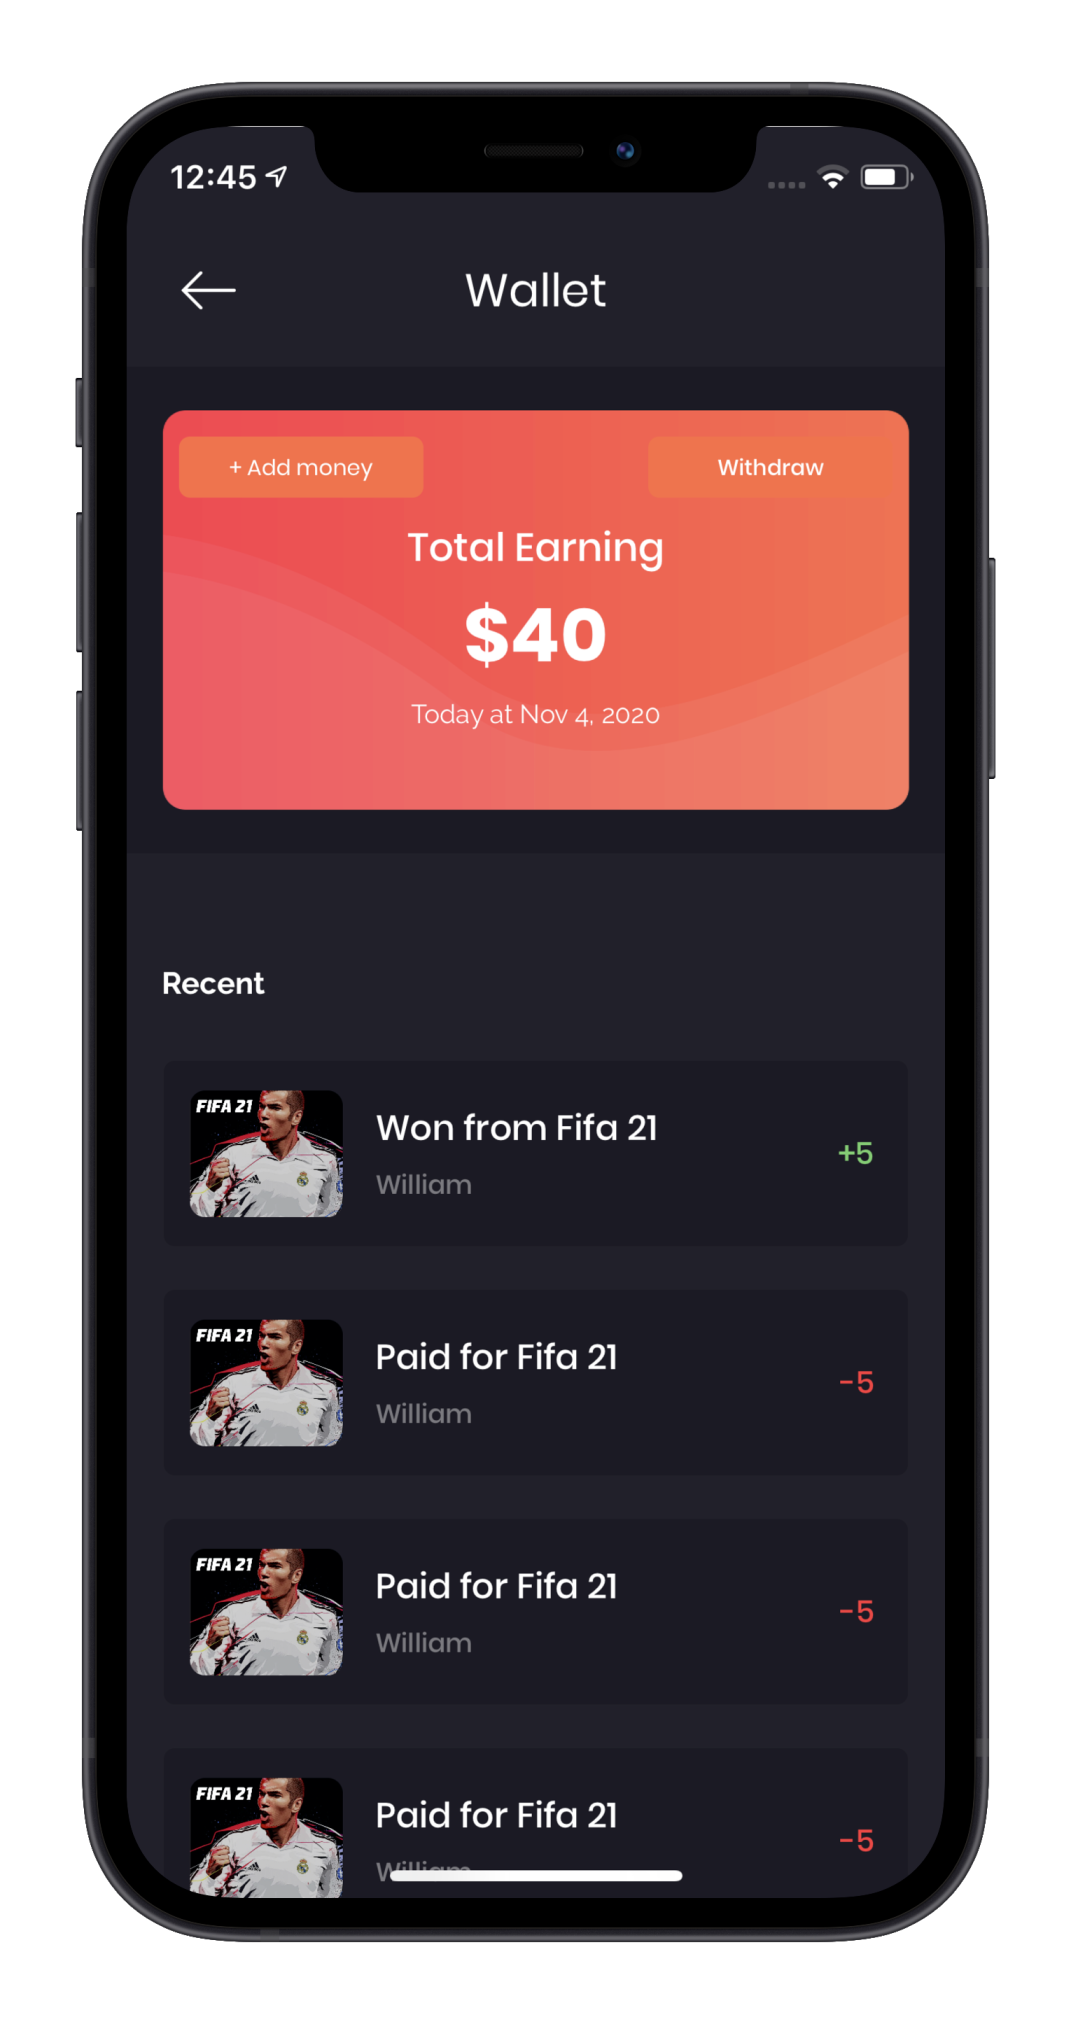 12:45
Wallet
+ Add money
Withdraw
Total Earning
$40
Today at Nov 4, 2020
Recent
FIFA 21
Won from Fifa 21
William
+5
FIFA 21
Paid for Fifa 21
William
-5
FIFA 21
Paid for Fifa 21
William
-5
FIFA 21
Paid for Fifa 21
William
-5